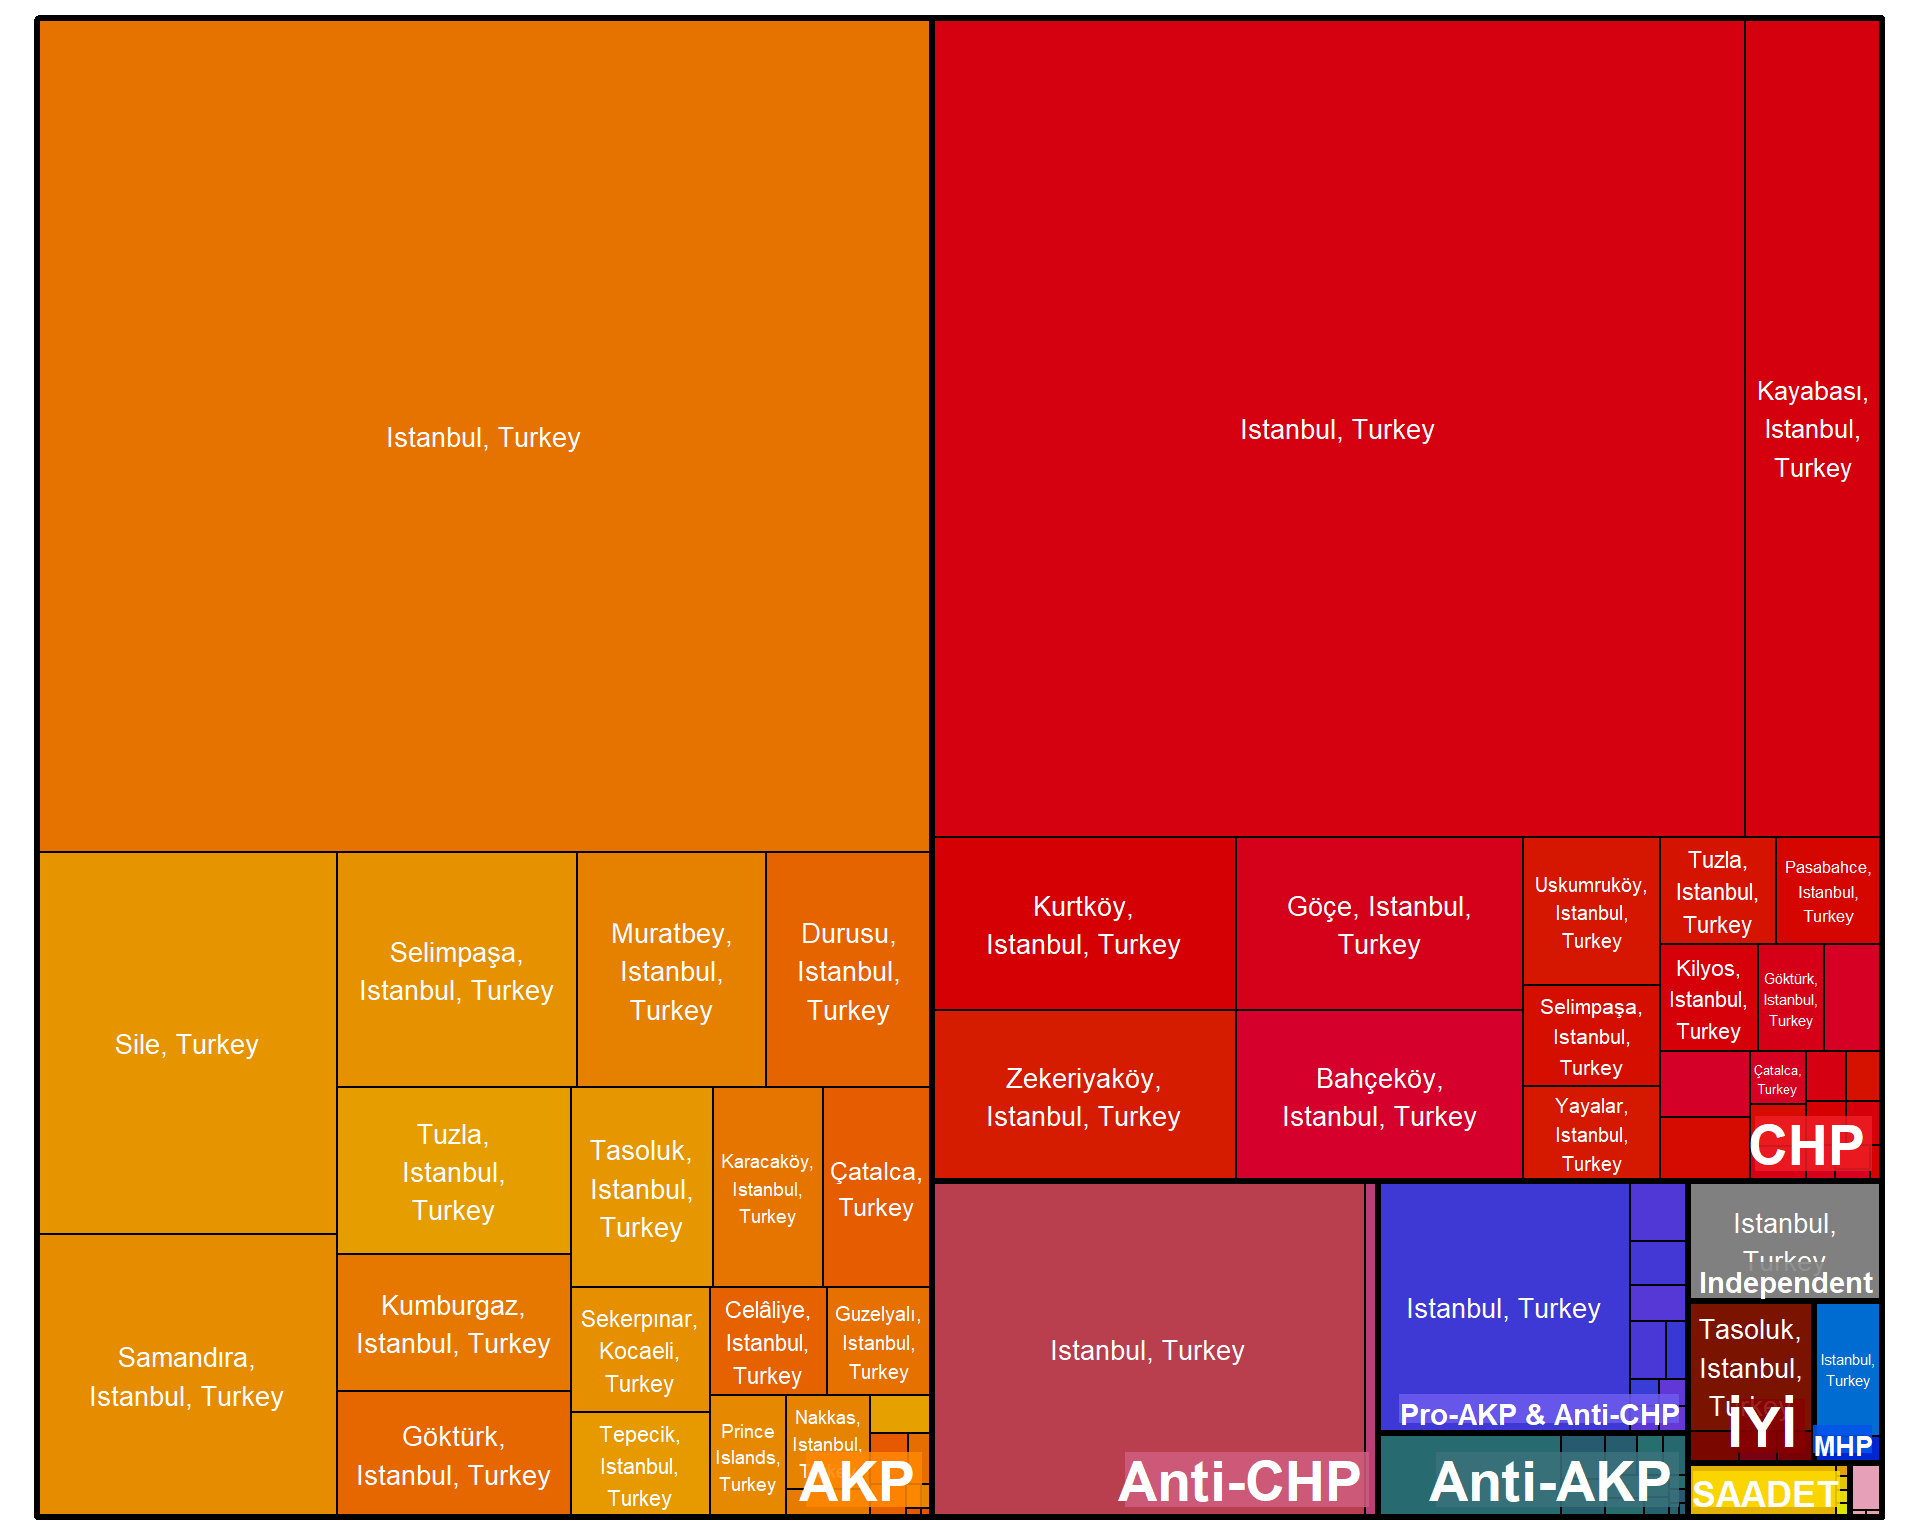 Istanbul, Turkey
Sile, Turkey
Samandıra,
Istanbul, Turkey
Selimpaşa,
Istanbul, Turkey
Muratbey,
Istanbul,
Turkey
Durusu,
Istanbul,
Turkey
Tuzla,
Istanbul,
Turkey
Kumburgaz,
Istanbul, Turkey
Göktürk,
Istanbul, Turkey
Tasoluk,
Istanbul,
Turkey
Karacaköy,
Istanbul,
Turkey
Çatalca,
Turkey
Sekerpınar,
Kocaeli,
Turkey
Tepecik,
Istanbul,
Turkey
Celâliye,
Istanbul,
Turkey
Guzelyalı,
Istanbul,
Turkey
Prince
Islands,
Turkey
Nakkas,
Istanbul,
AKP
Istanbul, Turkey
Kayabası,
Istanbul,
Turkey
Kurtköy,
Istanbul, Turkey
Göçe, Istanbul,
Turkey
Zekeriyaköy,
Istanbul, Turkey
Bahçeköy,
Istanbul, Turkey
Uskumruköy,
Istanbul,
Turkey
Selimpaşa,
Istanbul,
Turkey
Yayalar,
Istanbul,
Turkey
Tuzla,
Istanbul,
Turkey
Pasabahce,
Istanbul,
Turkey
Kilyos,
Istanbul,
Turkey
Göktürk,
Istanbul,
Turkey
Çatalca,
Turkey
CHP
Istanbul, Turkey
Anti-CHP
Istanbul, Turkey
Pro-AKP & Anti-CHP
Anti-AKP
Istanbul,
Turkey
Independent
Tasoluk,
Istanbul,
Turkey
İYİ
Istanbul,
Turkey
MHP
SAADET